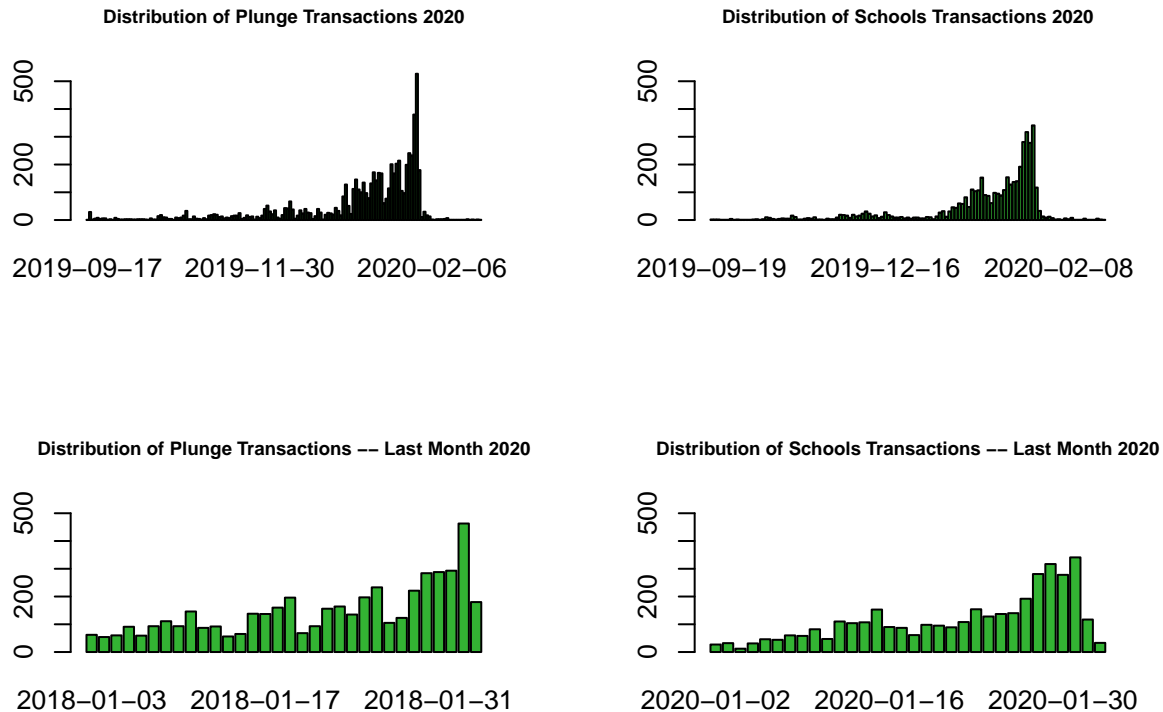 Distribution of Plunge Transactions 2020
500
200
0
2019−09−17 2019−11−30 2020−02−06
Distribution of Schools Transactions 2020
500
200
0
2019−09−19 2019−12−16 2020−02−08
Distribution of Plunge Transactions −− Last Month 2020
500
200
0
2018−01−03 2018−01−17 2018−01−31
Distribution of Schools Transactions −− Last Month 2020
500
200
0
2020−01−02 2020−01−16 2020−01−30